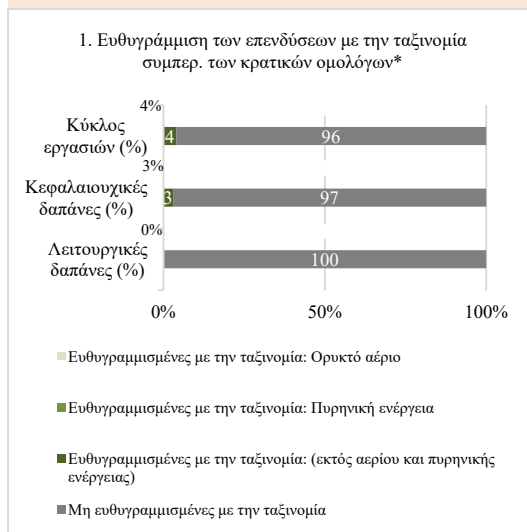 1. Ευθυγράμμιση των επενδύσεων με την ταξινομία
συμπερ. των κρατικών ομολόγων*
4%
Κύκλος
εργασιών (%)
4
96
3%
Κεφαλαιουχικές
δαπάνες (%)
3
97
0%
Λειτουργικές
δαπάνες (%)
100
0%
50%
100%
Ευθυγραμμισμένες με την ταξινομία: Ορυκτό αέριο
Ευθυγραμμισμένες με την ταξινομία: Πυρηνική ενέργεια
Ευθυγραμμισμένες με την ταξινομία: (εκτός αερίου και πυρηνικής
ενέργειας)
Μη ευθυγραμμισμένες με την ταξινομία